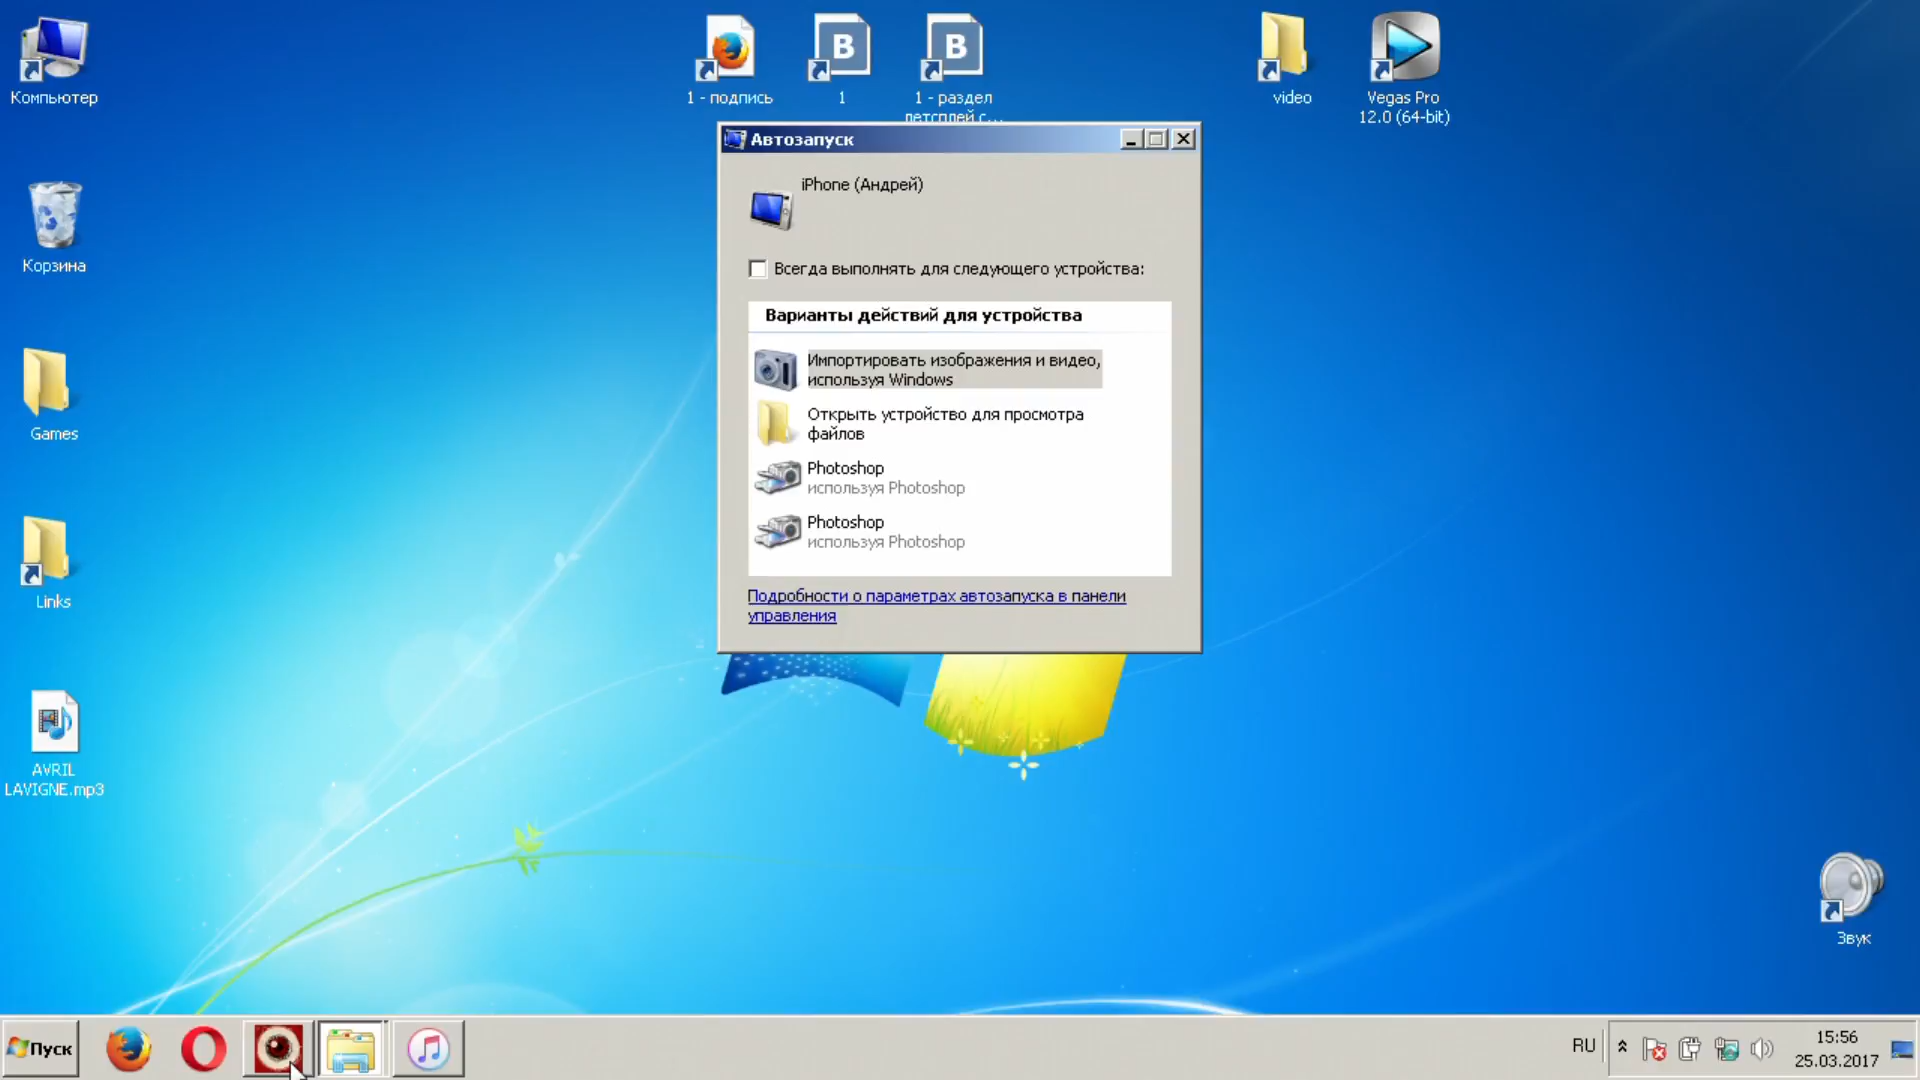 Компьютер
1 - подпись
1
1 - раздел
летсплей с...
video
Vegas Pro
12.0 (64-bit)
Корзина
Games
Links
AVRIL
LAVIGNE.mp3
Автозапуск
iPhone (Андрей)
Всегда выполнять для следующего устройства:
Варианты действий для устройства
Импортировать изображения и видео,
используя Windows
Открыть устройство для просмотра
файлов
Photoshop
используя Photoshop
Photoshop
используя Photoshop
Подробности о параметрах автозапуска в панели
управления
Звук
Пуск
RU
15:56
25.03.2017